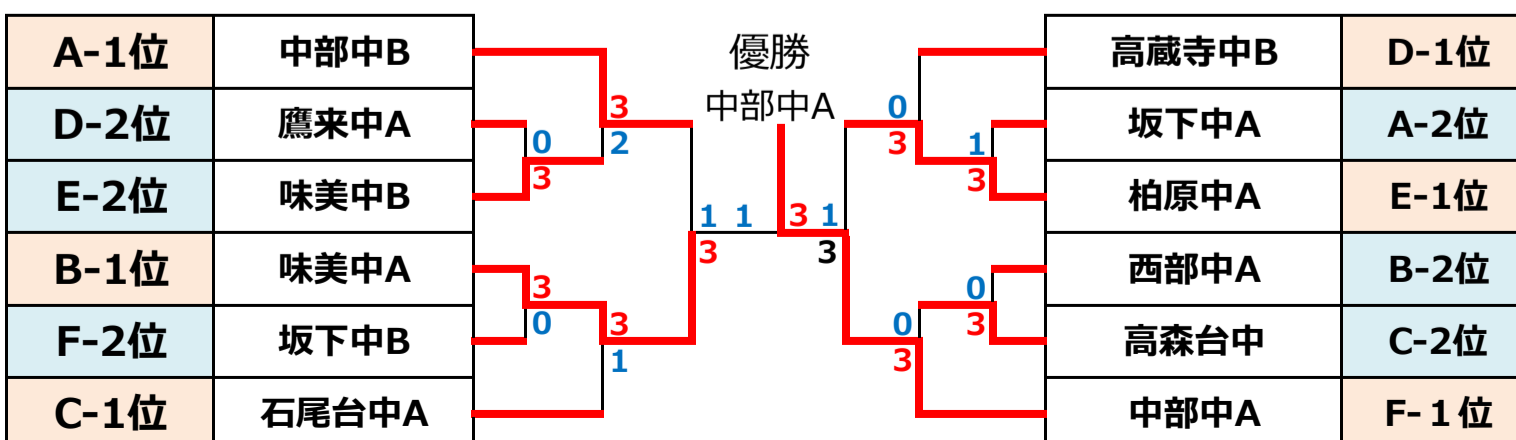 A-1位 中部中B
D-2位 鷹来中A
E-2位 味美中B
B-1位 味美中A
F-2位 坂下中B
C-1位 石尾台中A
3
0 2
3
1 1
3
3
0 3
1
優勝
中部中A
3 1
3
0
3 1
3
0
0 3
3
高蔵寺中B D-1位
坂下中A A-2位
柏原中A E-1位
西部中A B-2位
高森台中 C-2位
中部中A F-１位